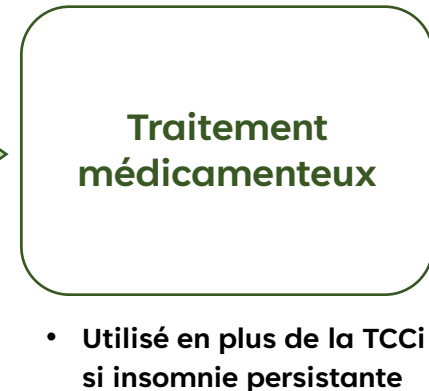 Traitement
médicamenteux
• Utilisé en plus de la TCCi
si insomnie persistante